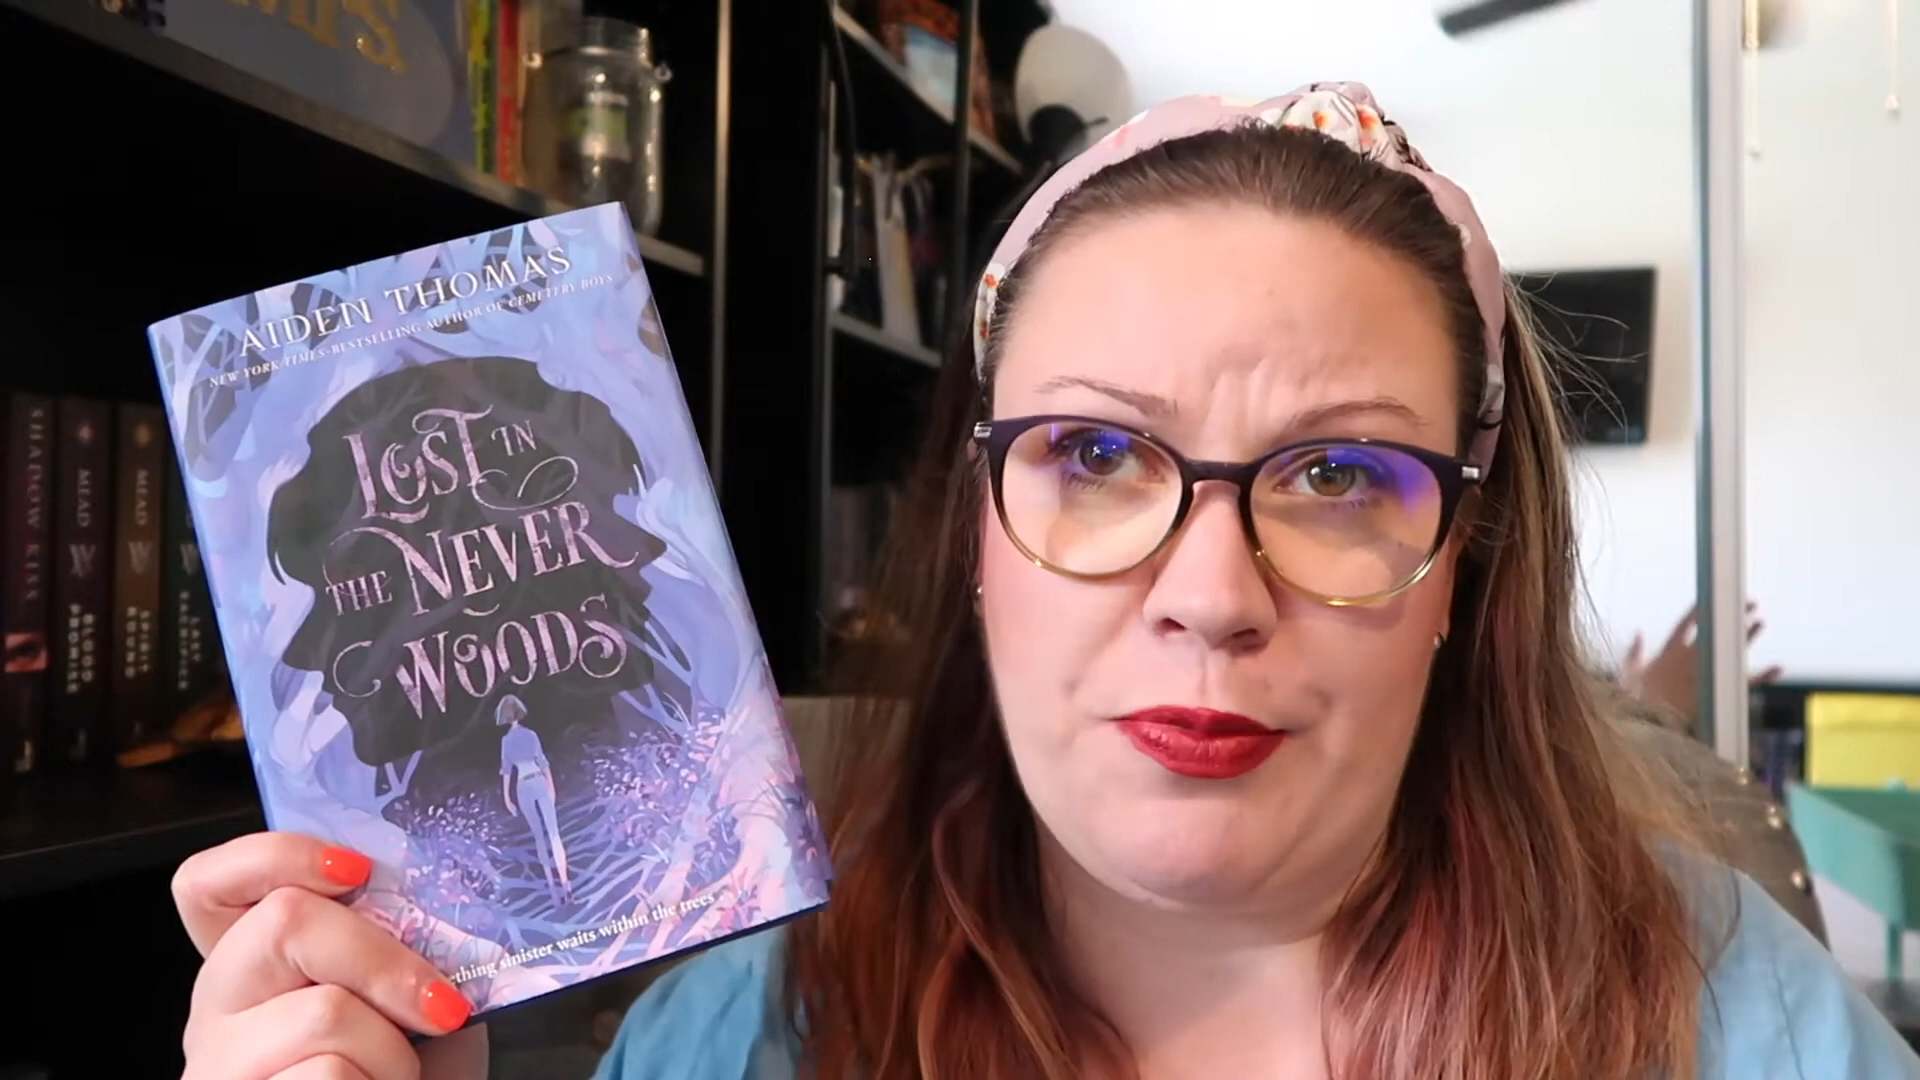 AIDEN THOMAS
NEW YORK TIMES-BESTSELLING AUTHOR OF CEMETERY BOYS
LOST IN
THE NEVER
WOODS
waits within the trees
sinister
SHADOW KISS
MEAD
BLOOD PROMISE
MEAD
SPIRIT BOUND
LAST SACRIFICE